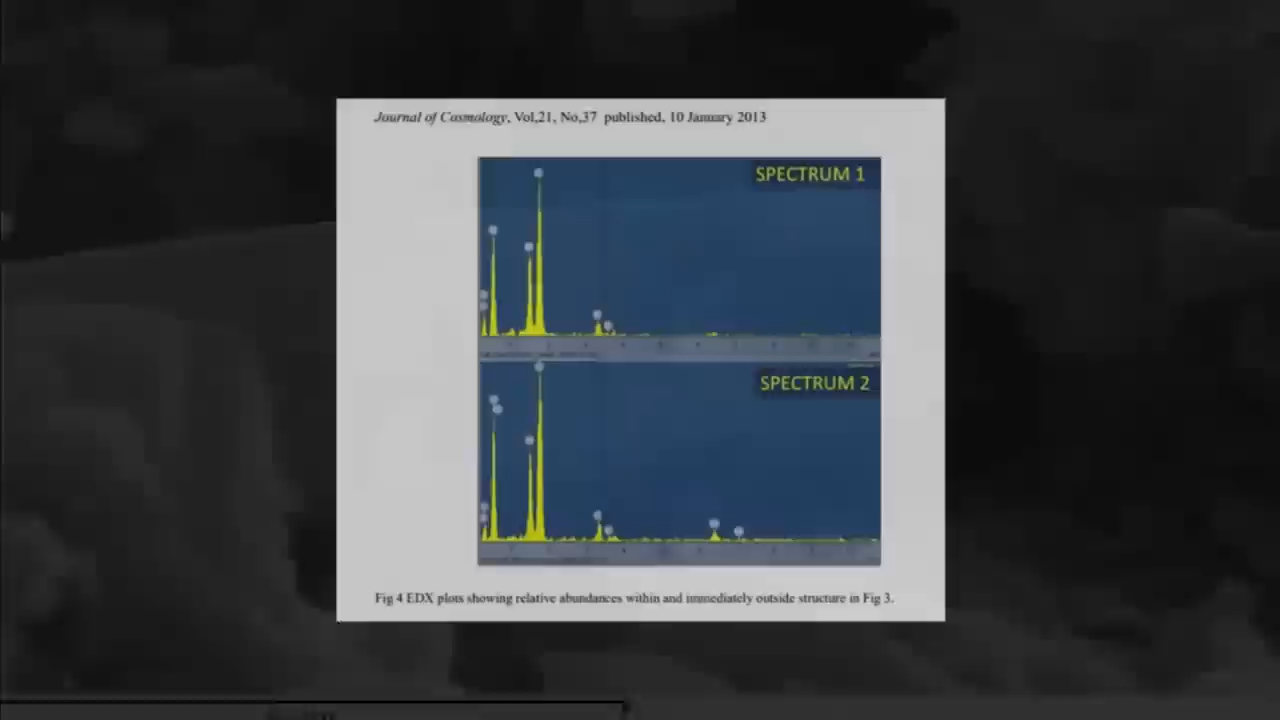 Journal of Cosmology, Vol,21, No,37 published, 10 January 2013
SPECTRUM 1
SPECTRUM 2
Fig 4 EDX plots showing relative abundances within and immediately outside structure in Fig 3.